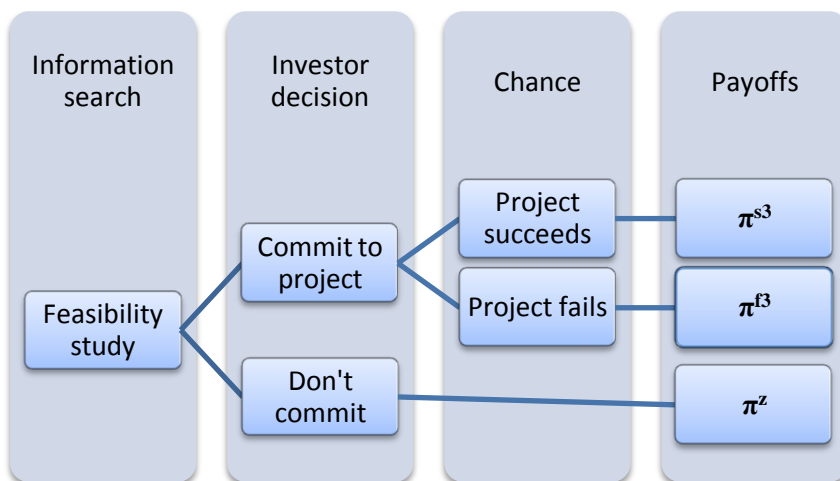 Information
search
Investor
decision
Chance
Payoffs
Feasibility
study
Commit to
project
Don't
commit
Project
succeeds
Project fails
π^s3
π^f3
π^z